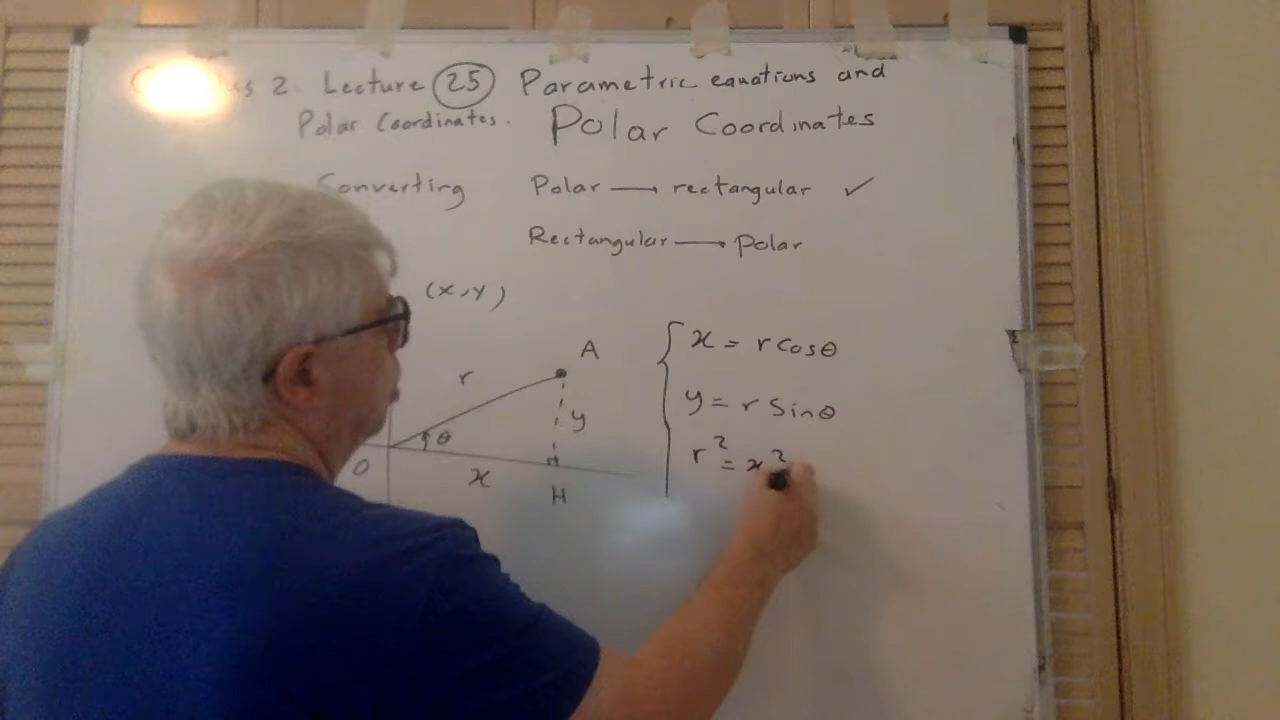 2. Lecture 25 Parametric equations and
Polar Coordinates. Polar Coordinates
Converting Polar → rectangular ✓
Rectangular → Polar
(x,y)
A
r
θ
y
O
x
H
x = r cosθ
y = r sinθ
r² = x²